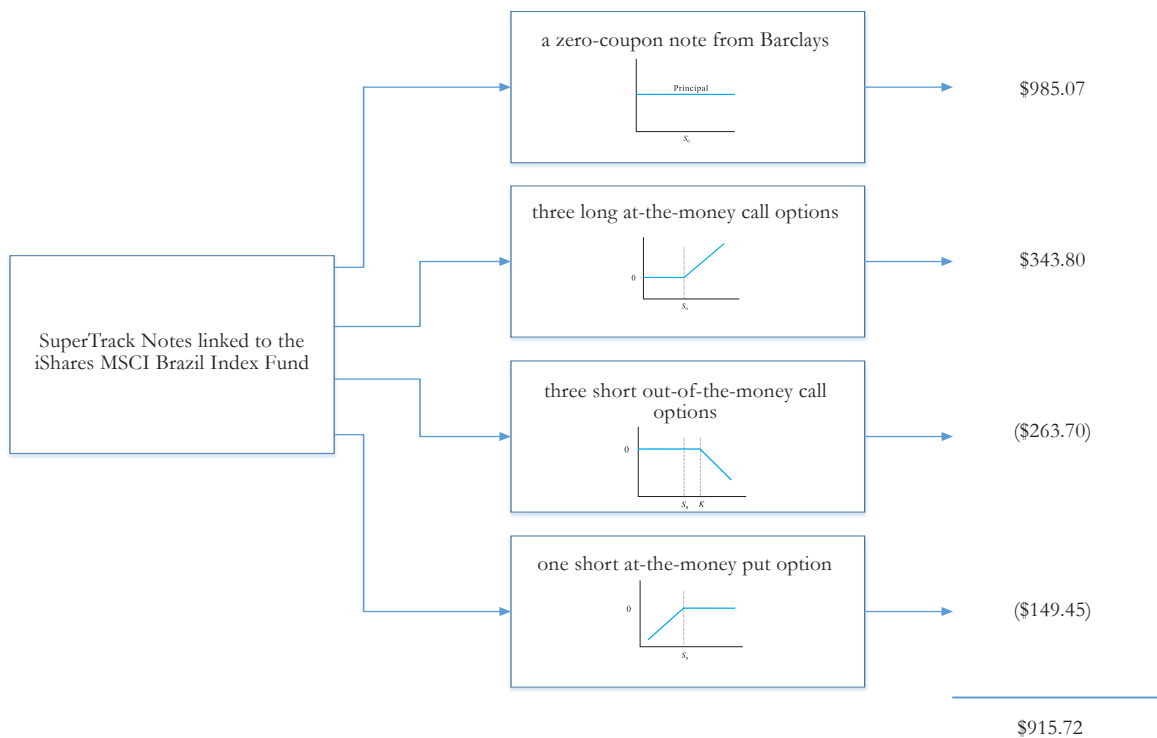 a zero-coupon note from Barclays
Principal
S₀
$985.07
three long at-the-money call options
0
S₀
$343.80
SuperTrack Notes linked to the
iShares MSCI Brazil Index Fund
three short out-of-the-money call
options
0
S₀ K
($263.70)
one short at-the-money put option
0
S₀
($149.45)
$915.72